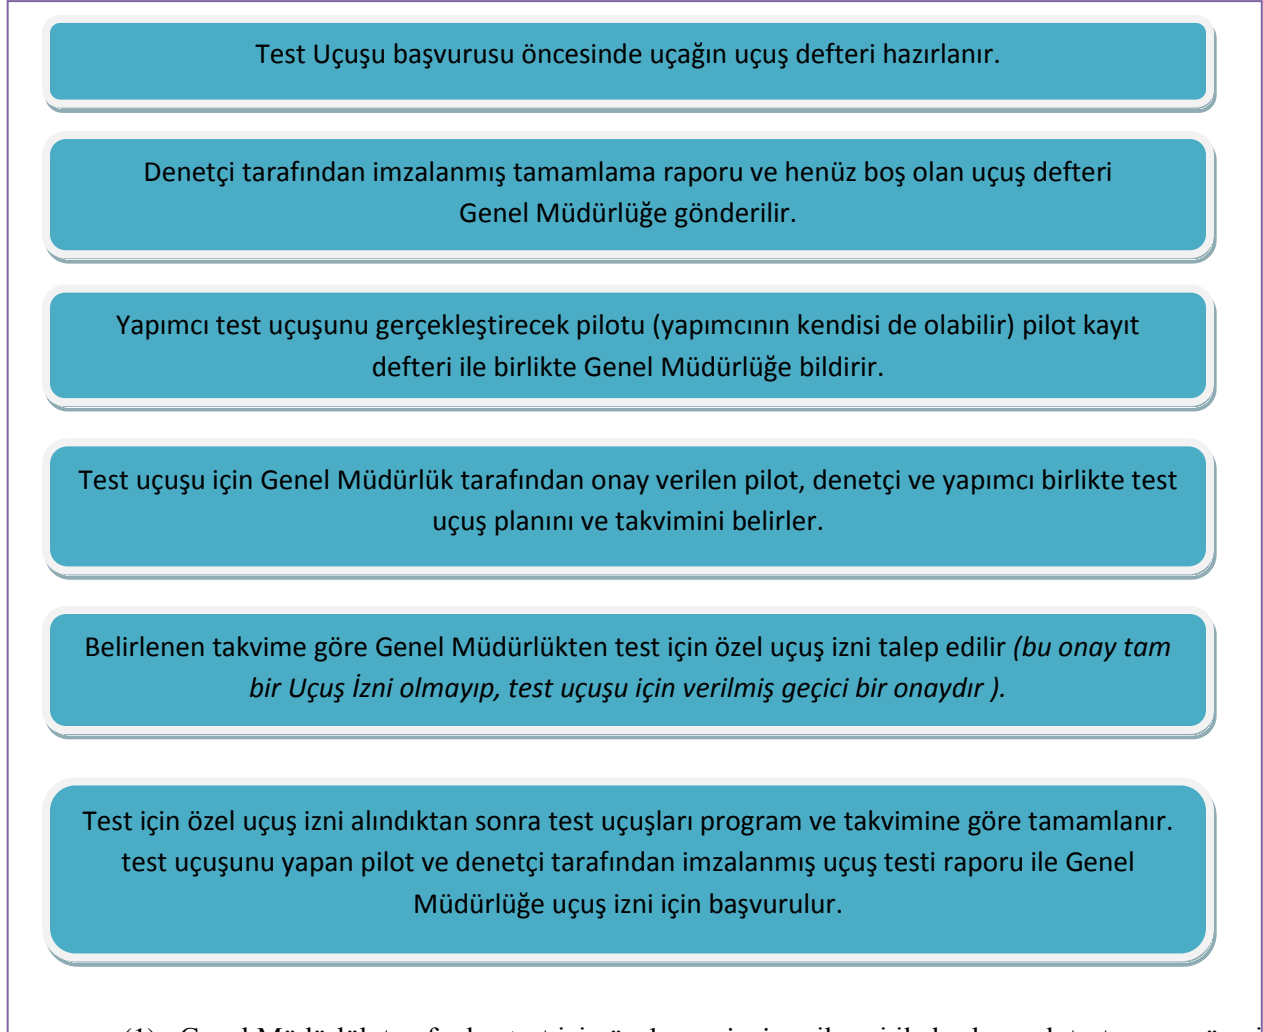 Test Uçuşu başvurusu öncesinde uçağın uçuş defteri hazırlanır.
Denetçi tarafından imzalanmış tamamlama raporu ve henüz boş olan uçuş defteri
Genel Müdürlüğe gönderilir.
Yapımcı test uçuşunu gerçekleştirecek pilotu (yapımcının kendisi de olabilir) pilot kayıt
defteri ile birlikte Genel Müdürlüğe bildirir.
Test uçuşu için Genel Müdürlük tarafından onay verilen pilot, denetçi ve yapımcı birlikte test
uçuş planını ve takvimini belirler.
Belirlenen takvime göre Genel Müdürlükten test için özel uçuş izni talep edilir (bu onay tam
bir Uçuş İzni olmayıp, test uçuşu için verilmiş geçici bir onaydır ).
Test için özel uçuş izni alındıktan sonra test uçuşları program ve takvimine göre tamamlanır.
test uçuşunu yapan pilot ve denetçi tarafından imzalanmış uçuş testi raporu ile Genel
Müdürlüğe uçuş izni için başvurulur.
(1) Genel Müdürlük tarafından test için